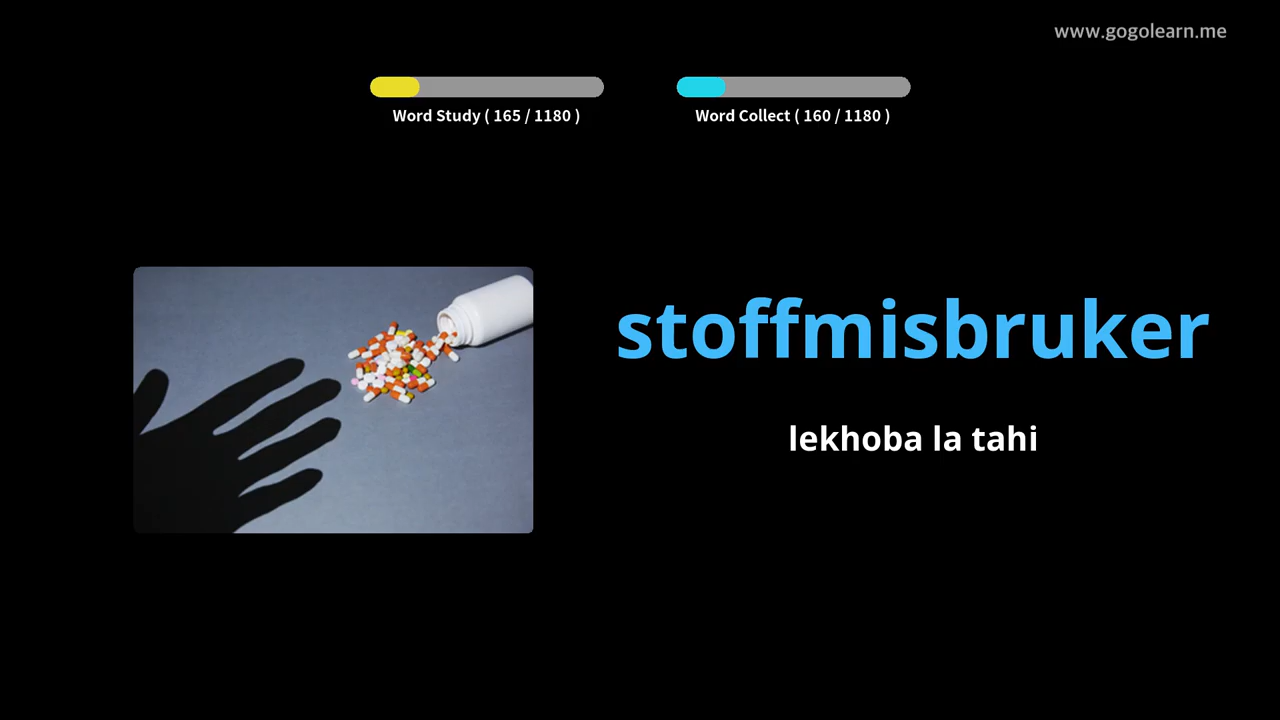 www.gogolearn.me
Word Study ( 165 / 1180 )
Word Collect ( 160 / 1180 )
stoffmisbruker
lekhoba la tahi